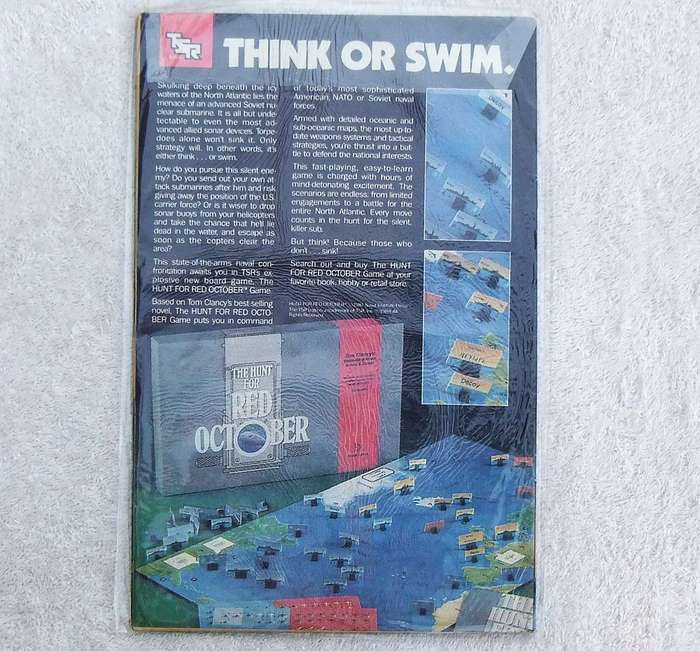 TSR
THINK OR SWIM.
Skulking deep beneath the icy
waters of the North Atlantic lies the
menace of an advanced Soviet nu-
clear submarine. It is all but unde-
tectable to even the most ad-
vanced allied sonar devices. Torpe-
does alone won't sink it. Only
strategy will. In other words, it's
either think . . . or swim.
How do you pursue this silent ene-
my? Do you send out your own at-
tack submarines after him and risk
giving away the position of the U.S.
carrier force? Or is it wiser to drop
sonar buoys from your helicopters
and take the chance that he'll lie
dead in the water, and escape as
soon as the 'copters clear the
area?
This state-of-the-arms naval con-
frontation awaits you in TSR's ex-
plosive new board game, The
HUNT FOR RED OCTOBER™ Game.
Based on Tom Clancy's best-selling
novel, The HUNT FOR RED OCTO-
BER Game puts you in command
of today's most sophisticated
American, NATO or Soviet naval
forces.
Armed with detailed oceanic and
sub-oceanic maps, the most up-to-
date weapons systems and tactical
strategies, you're thrust into a bat-
tle to defend the national interests.
This fast-playing, easy-to-learn
game is charged with hours of
mind-detonating excitement. The
scenarios are endless: from limited
engagements to a battle for the
entire North Atlantic. Every move
counts in the hunt for the silent,
killer sub.
But think! Because those who
don't . . . sink!
Search out and buy The HUNT
FOR RED OCTOBER Game at your
favorite book, hobby or retail store.
Decoy
Decoy
THE HUNT
FOR
RED
OCTOBER
Tom Clancy's